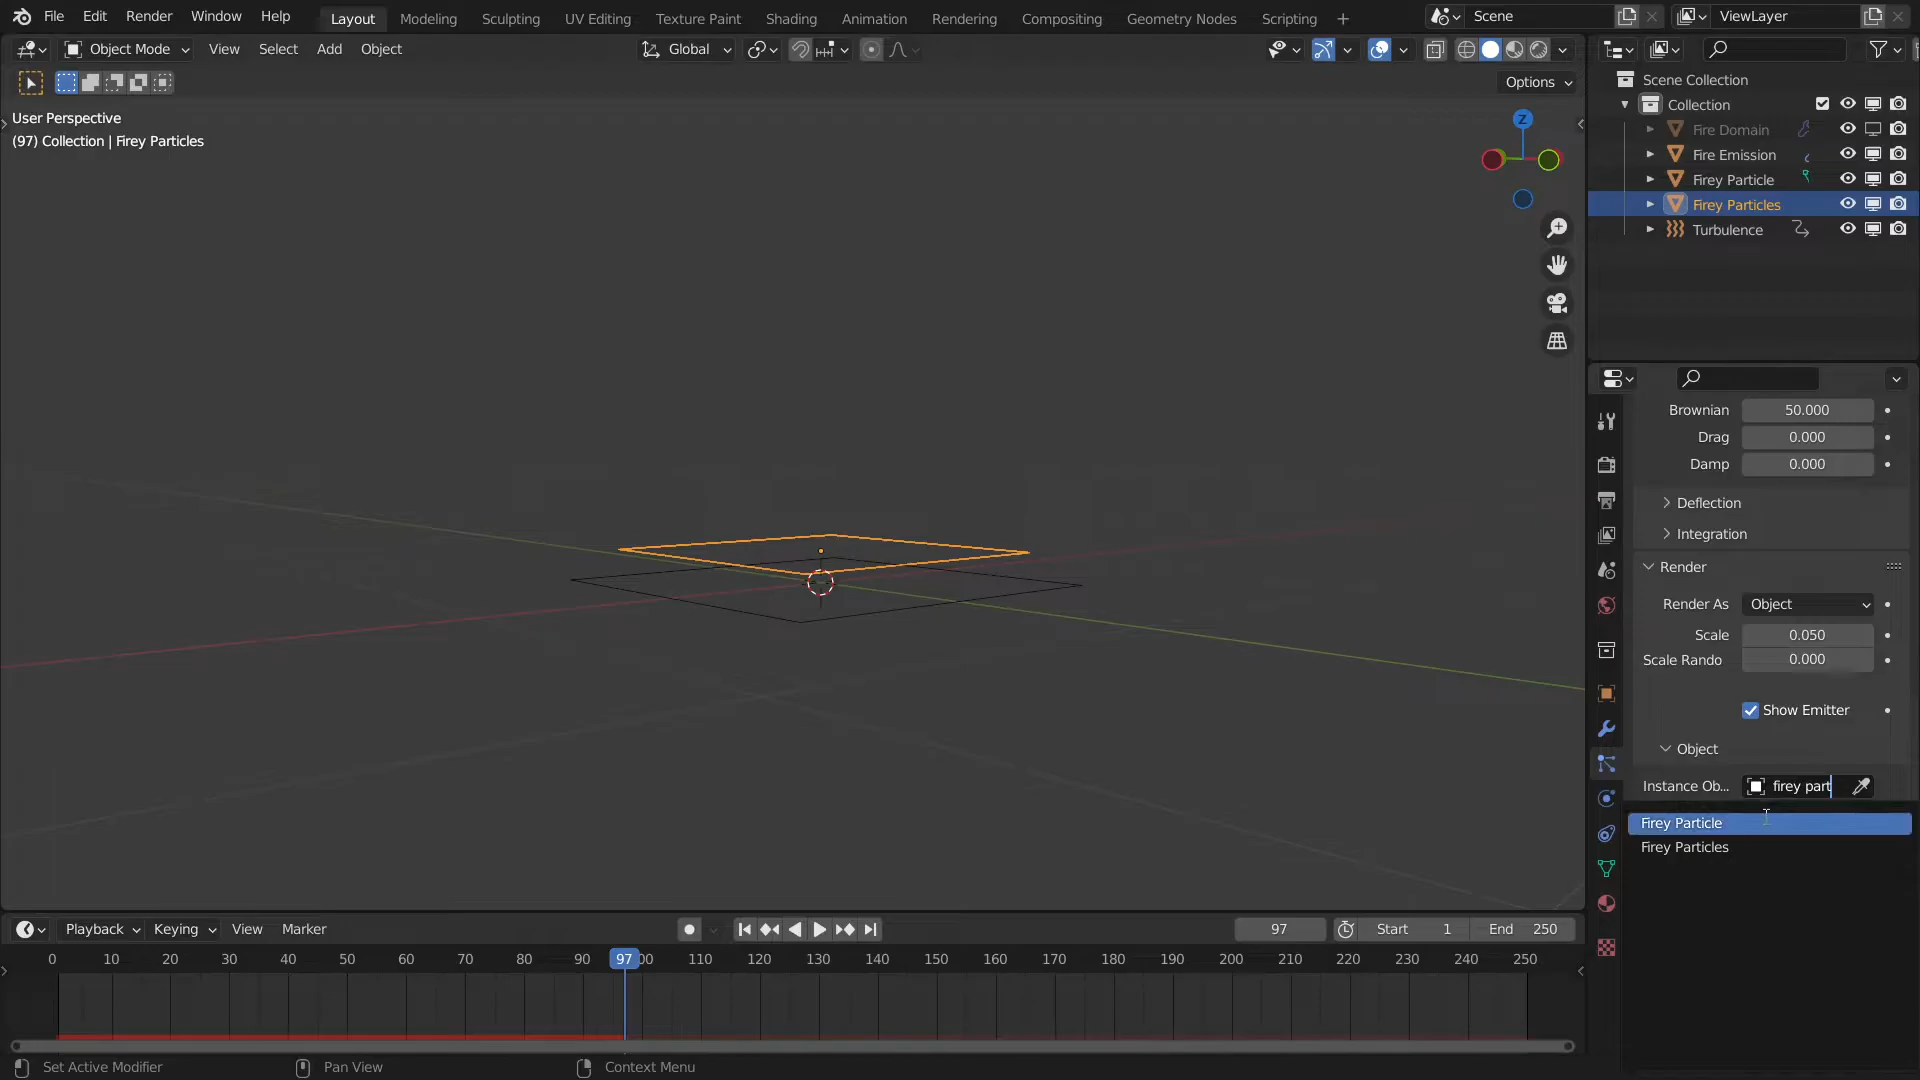 File Edit Render Window Help Layout Modeling Sculpting UV Editing Texture Paint Shading Animation Rendering Compositing Geometry Nodes Scripting + Scene ViewLayer
Object Mode View Select Add Object Global
Options
User Perspective
(97) Collection | Firey Particles
Z
Scene Collection
Collection
Fire Domain
Fire Emission
Firey Particle
Firey Particles
Turbulence
Brownian 50.000
Drag 0.000
Damp 0.000
Deflection
Integration
Render
Render As Object
Scale 0.050
Scale Rando 0.000
Show Emitter
Object
Instance Ob... firey part
Firey Particle
Firey Particles
Playback Keying View Marker 97 Start 1 End 250
0 10 20 30 40 50 60 70 80 90 97 00 110 120 130 140 150 160 170 180 190 200 210 220 230 240 250
Set Active Modifier Pan View Context Menu